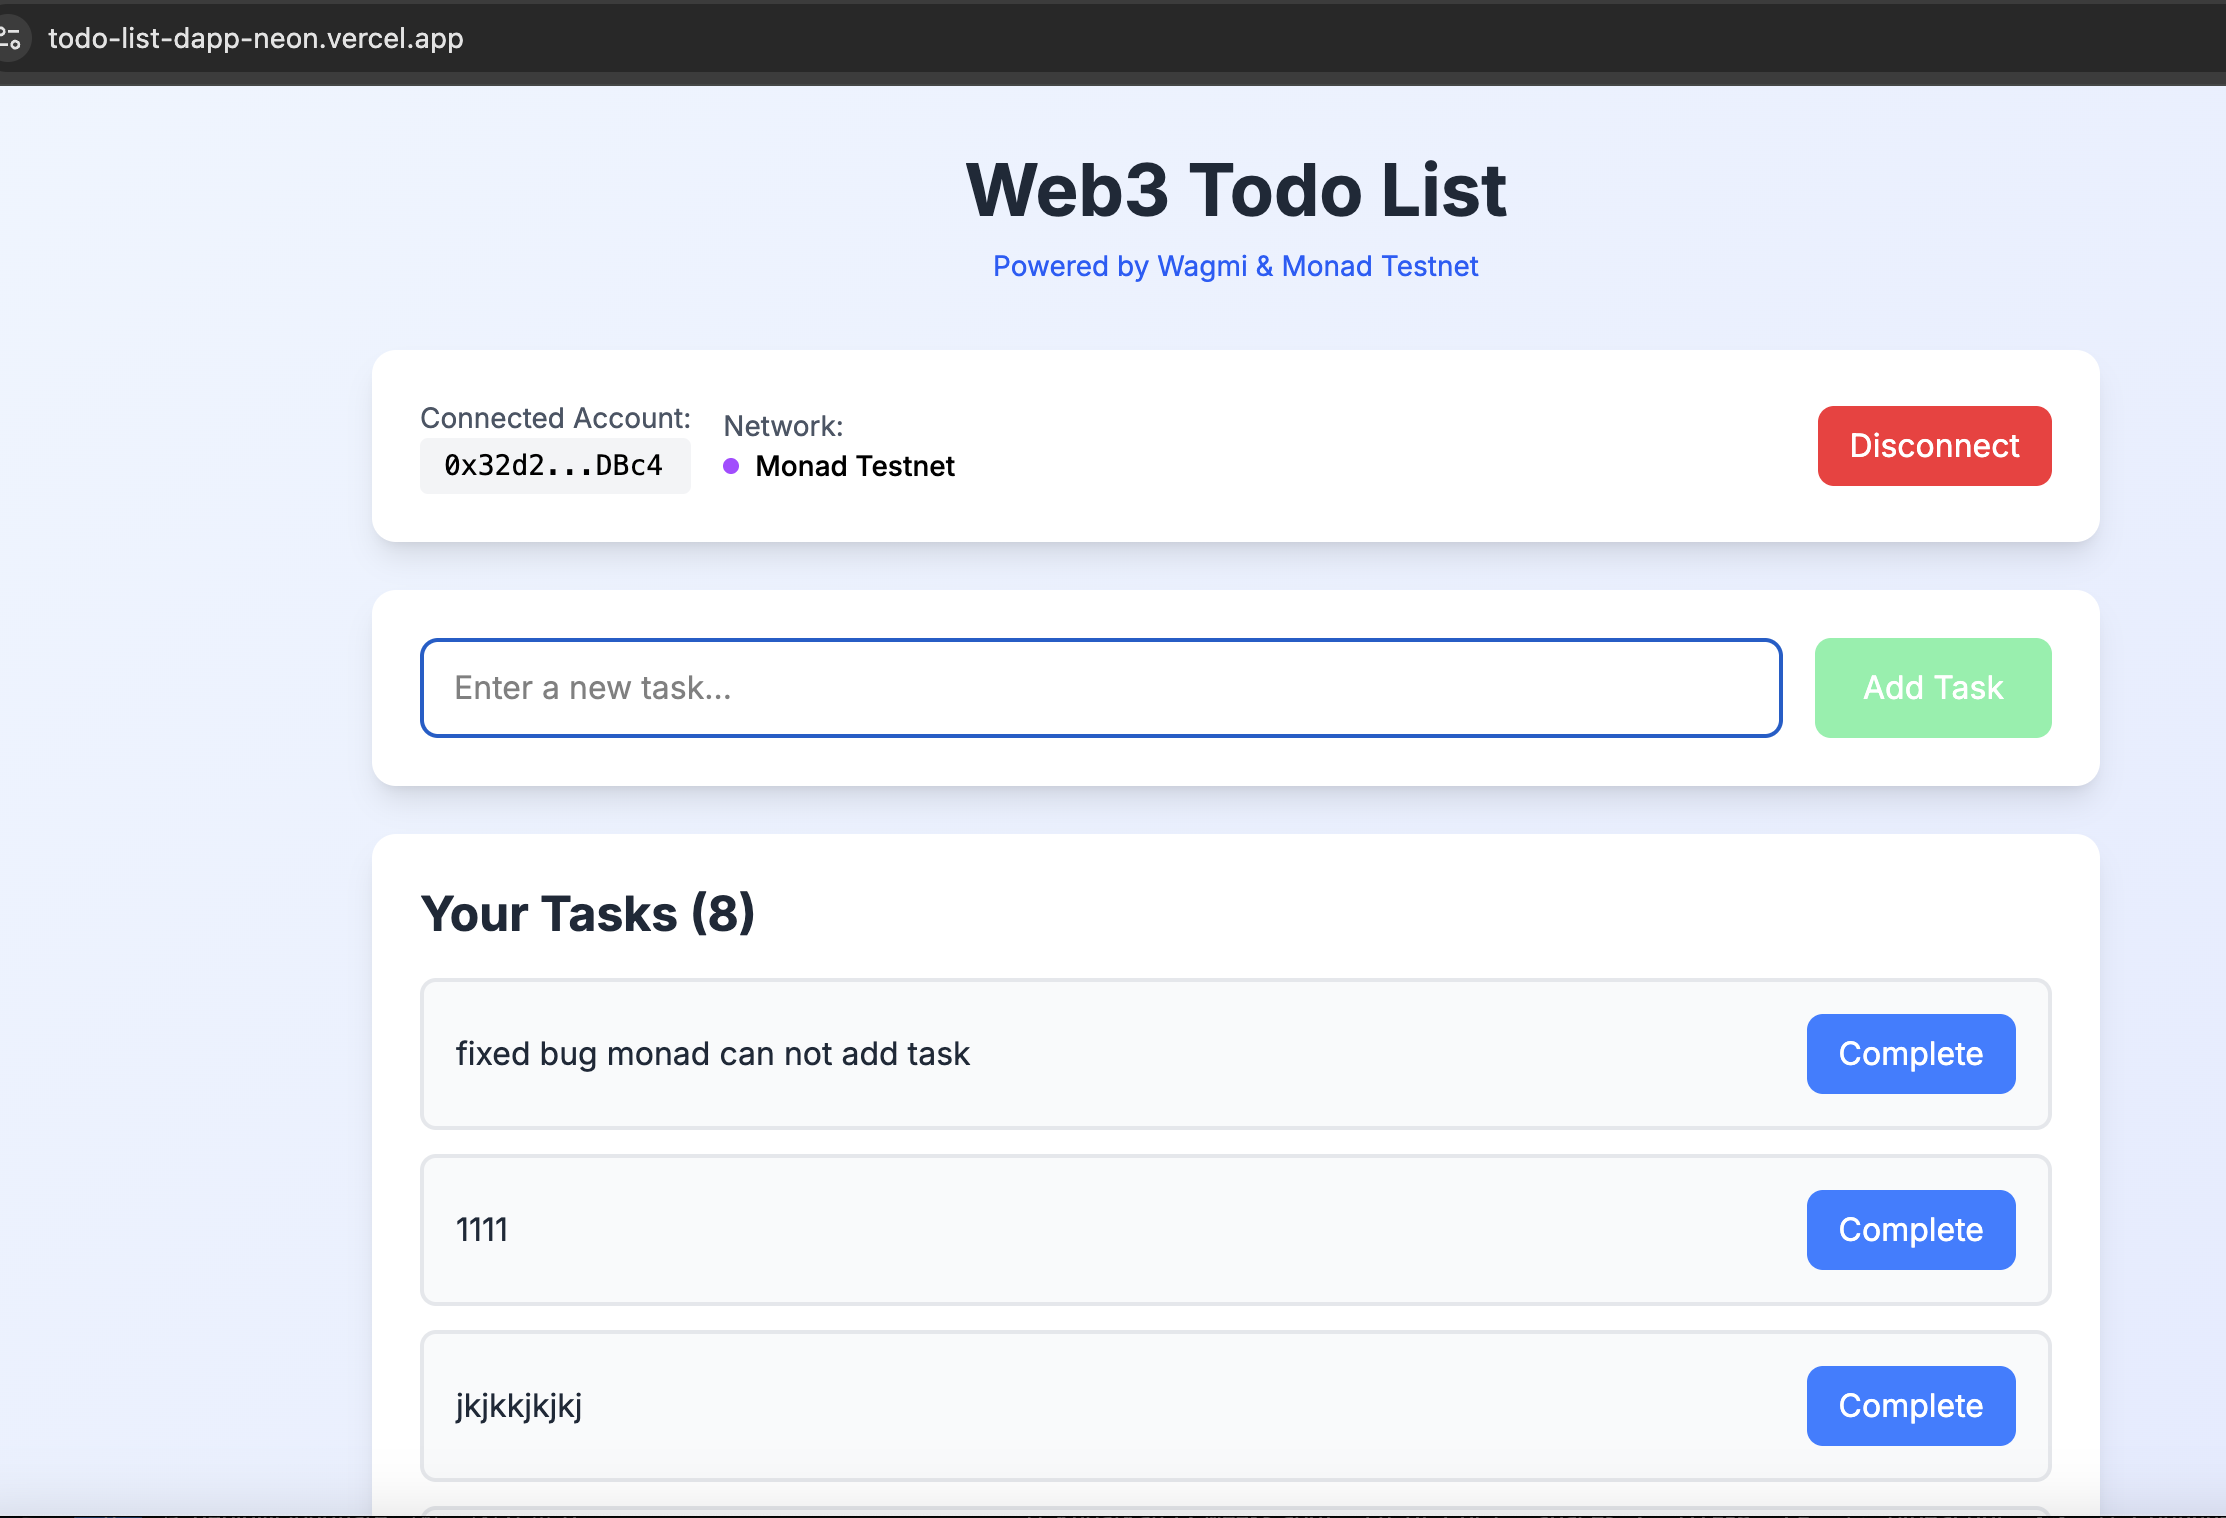 todo-list-dapp-neon.vercel.app
Web3 Todo List
Powered by Wagmi & Monad Testnet
Connected Account:
0x32d2...DBc4
Network:
Monad Testnet
Disconnect
Enter a new task...
Add Task
Your Tasks (8)
fixed bug monad can not add task
Complete
1111
Complete
jkjkkjkjkj
Complete